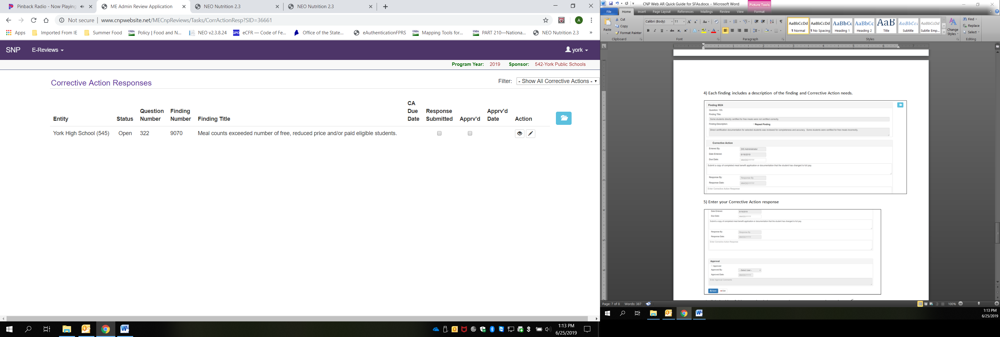 Pinback Radio - Now Playing
ME Admin Review Application
NEO Nutrition 2.3
NEO Nutrition 2.3
Not secure | www.cnpwebsite.net/MECnpReviews/Tasks/CorrActionResp?SID=36661
A
Apps Imported From IE Summer Food Policy | Food and N... NEO v2.3.8.24 eCFR — Code of Fe... Office of the State... eAuthenticationFPRS Mapping Tools for... PART 210—Nationa... NEO Nutrition 2.3 »
SNP E-Reviews york
Program Year: 2019 Sponsor: 542-York Public Schools
Corrective Action Responses
Filter: - Show All Corrective Actions -
Entity Status Question Number Finding Number Finding Title CA Due Date Response Submitted Apprv'd Apprv'd Date Action
York High School (545) Open 322 9070 Meal counts exceeded number of free, reduced price and/or paid eligible students.
1:13 PM
6/25/2019
CNP Web AR Quick Guide for SFAs.docx - Microsoft Word
Picture Tools
File Home Insert Page Layout References Mailings Review View Format
Paste
Cut
Copy
Format Painter
Clipboard
Calibri (Body) 11
Font
Paragraph
AaBbCcDd ¶ Normal
AaBbCcDd ¶ No Spacing
AaBbCc Heading 1
AaBbCc Heading 2
AaB Title
AaBbCc Subtitle
AaBbCcDd Subtle Emp...
Change Styles
Styles
Find
Replace
Select
Editing
4) Each finding includes a description of the finding and Corrective Action needs.
Finding 9024
Question: 133.
Finding Title:
Some students directly certified for free meals were not certified correctly.
Finding Description: Repeat Finding
Direct certification documentation for selected students was reviewed for completeness and accuracy. Some students were certified for free meals incorrectly.
Corrective Action
Entered By: DIS Administrator
Date Entered: 6/19/2019
Due Date: MM/DD/YYYY
Submit a copy of completed meal benefit application or documentation that the student has changed to full pay.
Response By: Response By
Response Date: MM/DD/YYYY
Enter Corrective Action Response
5) Enter your Corrective Action response
Date Entered: 6/19/2019
Due Date: MM/DD/YYYY
Submit a copy of completed meal benefit application or documentation that the student has changed to full pay.
Response By: Response By
Response Date: MM/DD/YYYY
Enter Corrective Action Response
Approval
Approved
Approved By: - Select User -
Approved Date: MM/DD/YYYY
Enter Approval Comments
Save Exit
Page: 7 of 8 Words: 387 100%
1:13 PM
6/25/2019